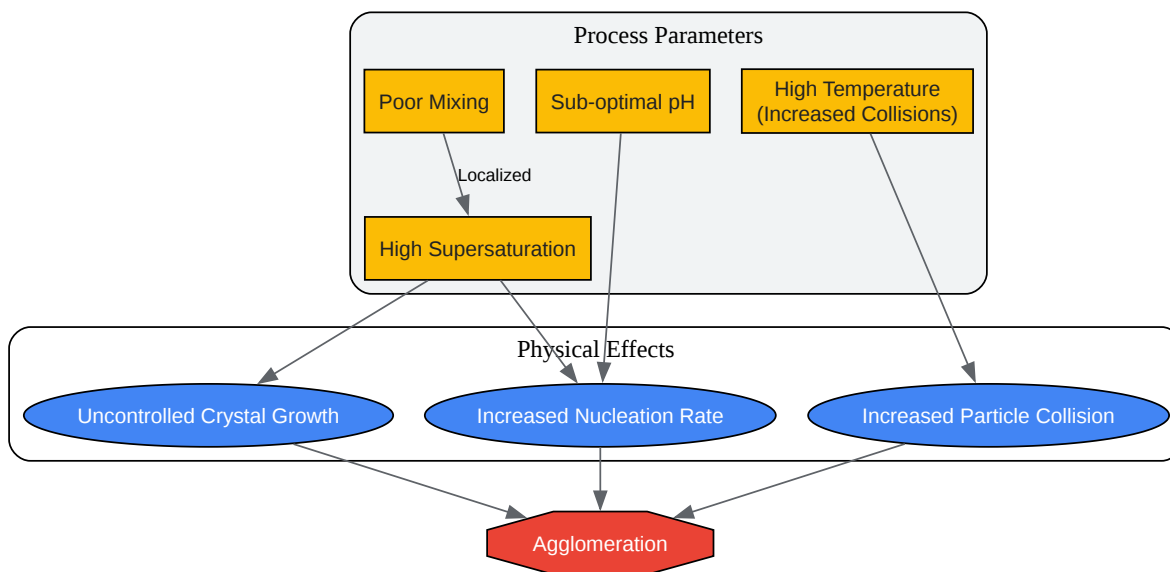 Process Parameters
Poor Mixing
Sub-optimal pH
High Temperature
(Increased Collisions)
Localized
High Supersaturation
Physical Effects
Uncontrolled Crystal Growth
Increased Nucleation Rate
Increased Particle Collision
Agglomeration